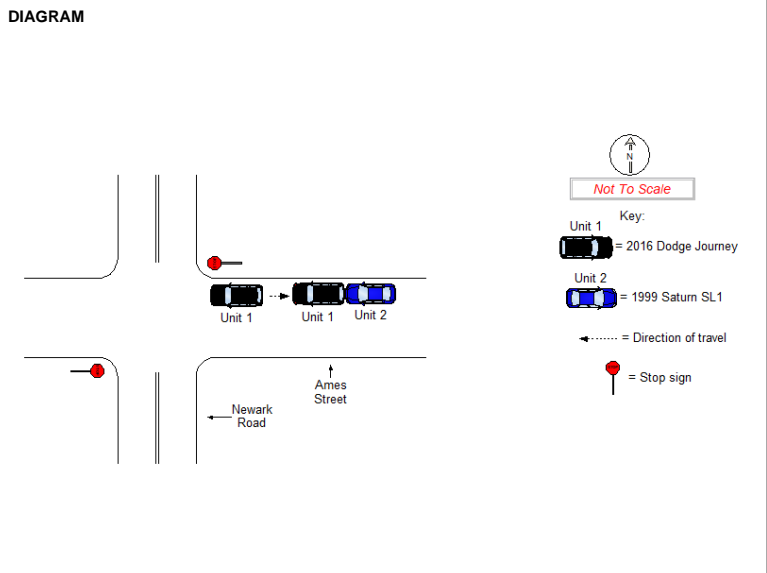 DIAGRAM
N
Not To Scale
Key:
Unit 1
= 2016 Dodge Journey
Unit 2
= 1999 Saturn SL1
= Direction of travel
= Stop sign
Unit 1
Unit 1
Unit 2
Ames
Street
Newark
Road